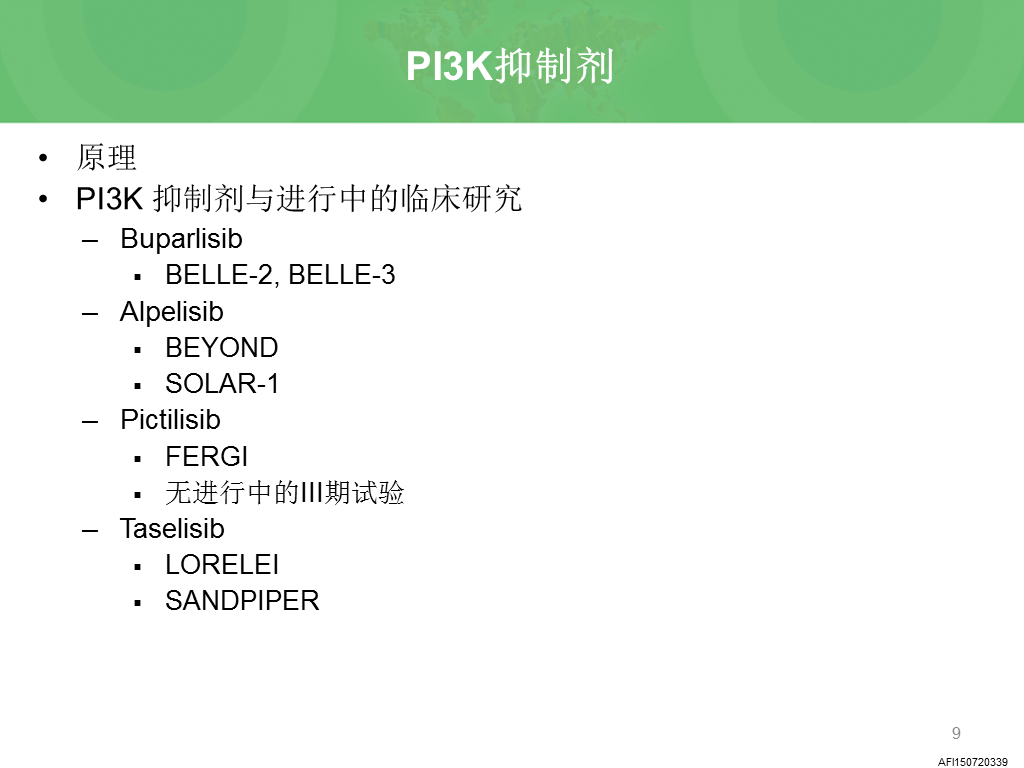 PI3K抑制剂
• 原理
• PI3K 抑制剂与进行中的临床研究
– Buparlisib
▪ BELLE-2, BELLE-3
– Alpelisib
▪ BEYOND
▪ SOLAR-1
– Pictilisib
▪ FERGI
▪ 无进行中的III期试验
– Taselisib
▪ LORELEI
▪ SANDPIPER
9
AFI150720339